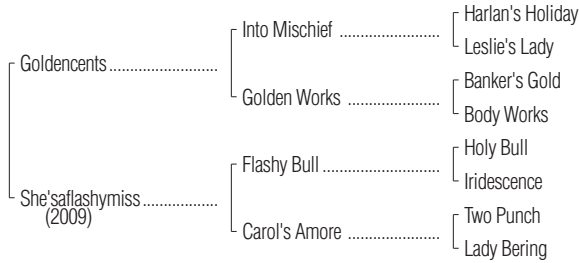 Harlan's Holiday
Into Mischief ....................
Leslie's Lady
Goldencents ......................
Banker's Gold
Golden Works ..................
Body Works
Holy Bull
Flashy Bull .......................
Iridescence
She'saflashymiss ...............
(2009)
Two Punch
Carol's Amore ..................
Lady Bering